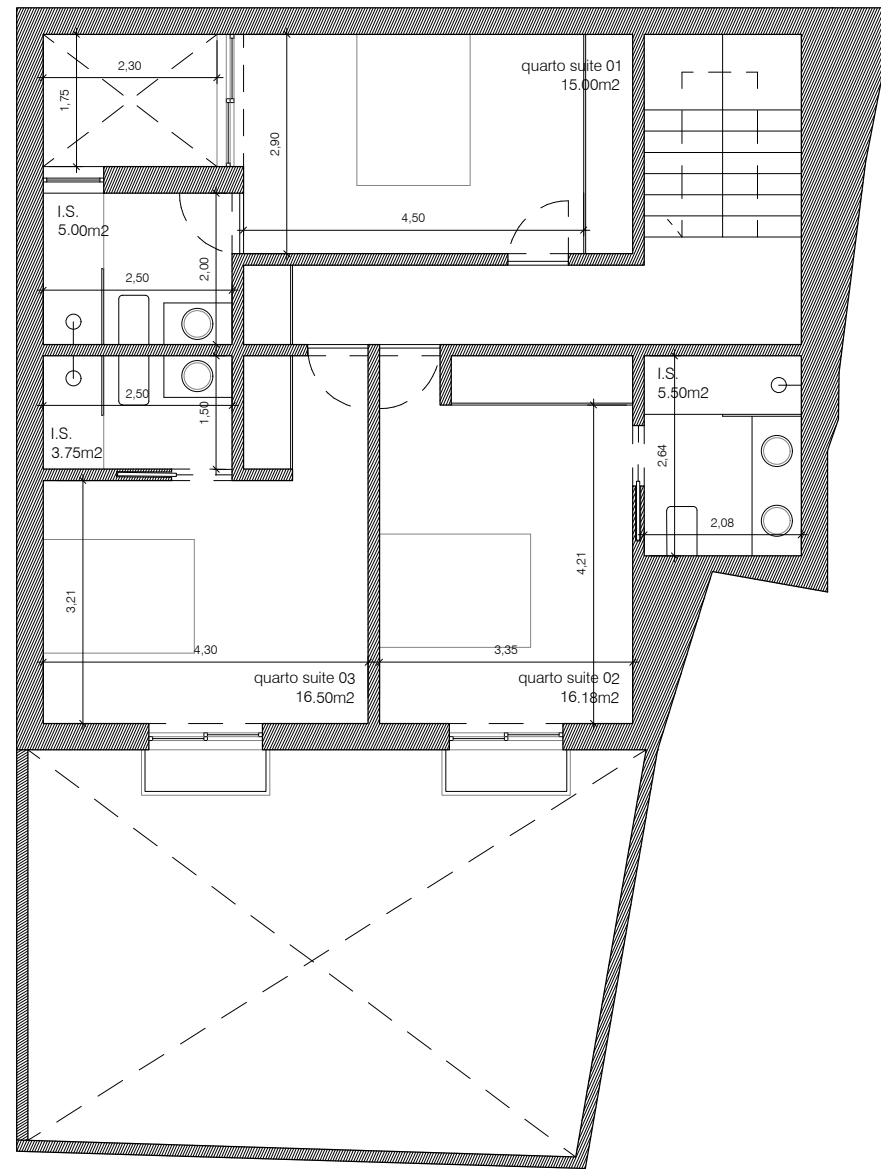 quarto suite 01
15.00m2
2,30
1,75
2,90
4,50
I.S.
5.00m2
2,50
2,00
2,50
1,50
I.S.
3.75m2
I.S.
5.50m2
2,64
2,08
4,21
3,21
4,30
3,35
quarto suite 03
16.50m2
quarto suite 02
16.18m2